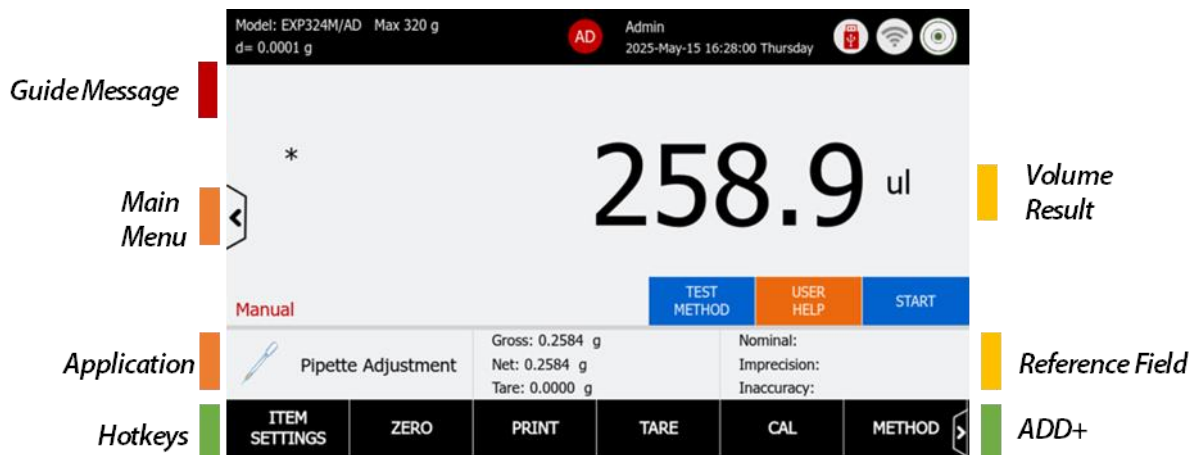 Model: EXP324M/AD Max 320 g
d= 0.0001 g
AD
Admin
2025-May-15 16:28:00 Thursday
Guide Message
*
258.9 ul
Main
Menu
Volume
Result
Manual
TEST
METHOD
USER
HELP
START
Application
Pipette Adjustment
Gross: 0.2584 g
Net: 0.2584 g
Tare: 0.0000 g
Nominal:
Imprecision:
Inaccuracy:
Reference Field
Hotkeys
ITEM
SETTINGS
ZERO
PRINT
TARE
CAL
METHOD
ADD+